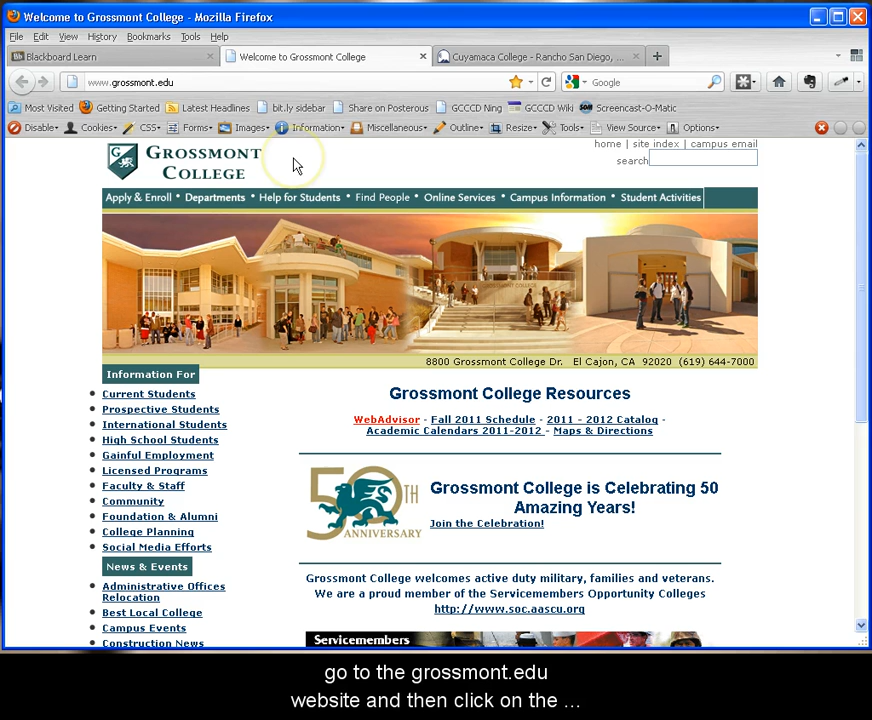 Welcome to Grossmont College - Mozilla Firefox
File Edit View History Bookmarks Tools Help
Blackboard Learn × Welcome to Grossmont College × Cuyamaca College - Rancho San Diego, ... × +
www.grossmont.edu Google
Most Visited Getting Started Latest Headlines bit.ly sidebar Share on Posterous GCCCD Ning GCCCD Wiki Screencast-O-Matic
Disable Cookies CSS Forms Images Information Miscellaneous Outline Resize Tools View Source Options
home | site index | campus email
GROSSMONT
COLLEGE
search
Apply & Enroll • Departments • Help for Students • Find People • Online Services • Campus Information • Student Activities
GROSSMONT COLLEGE
8800 Grossmont College Dr. El Cajon, CA 92020 (619) 644-7000
Information For
Current Students
Prospective Students
International Students
High School Students
Gainful Employment
Licensed Programs
Faculty & Staff
Community
Foundation & Alumni
College Planning
Social Media Efforts
News & Events
Administrative Offices
Relocation
Best Local College
Campus Events
Construction News
Grossmont College Resources
WebAdvisor - Fall 2011 Schedule - 2011 - 2012 Catalog -
Academic Calendars 2011-2012 - Maps & Directions
50TH
ANNIVERSARY
Grossmont College is Celebrating 50
Amazing Years!
Join the Celebration!
Grossmont College welcomes active duty military, families and veterans.
We are a proud member of the Servicemembers Opportunity Colleges
http://www.soc.aascu.org
Servicemembers
go to the grossmont.edu
website and then click on the ...